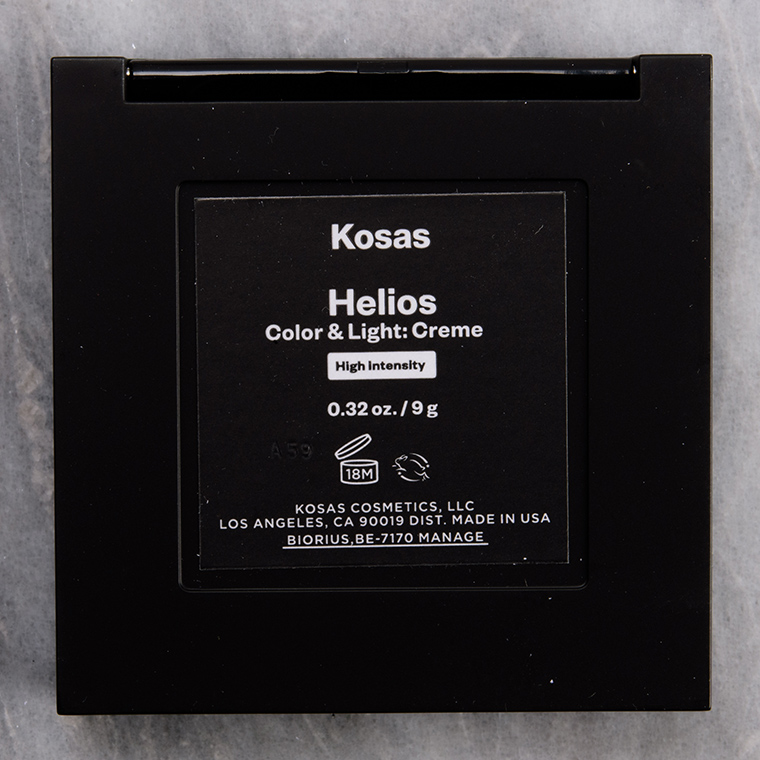 Kosas
Helios
Color & Light: Creme
High Intensity
0.32 oz. / 9 g
A59
18M
KOSAS COSMETICS, LLC
LOS ANGELES, CA 90019 DIST. MADE IN USA
BIORIUS,BE-7170 MANAGE